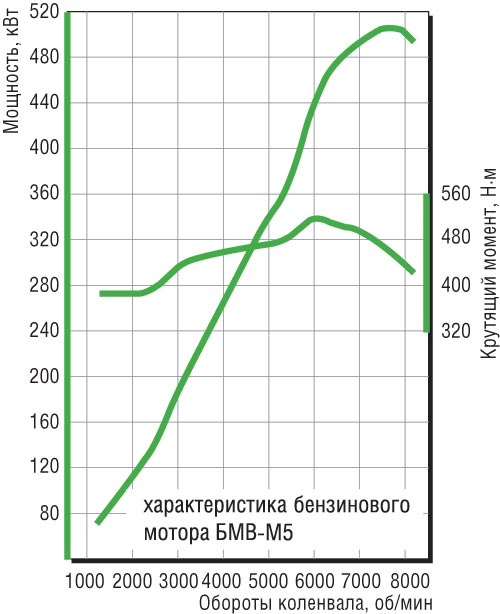 Мощность, кВт
520
480
440
400
360
320
280
240
200
160
120
80
560
480
400
320
Крутящий момент, Н·м
характеристика бензинового
мотора БМВ-М5
1000 2000 3000 4000 5000 6000 7000 8000
Обороты коленвала, об/мин